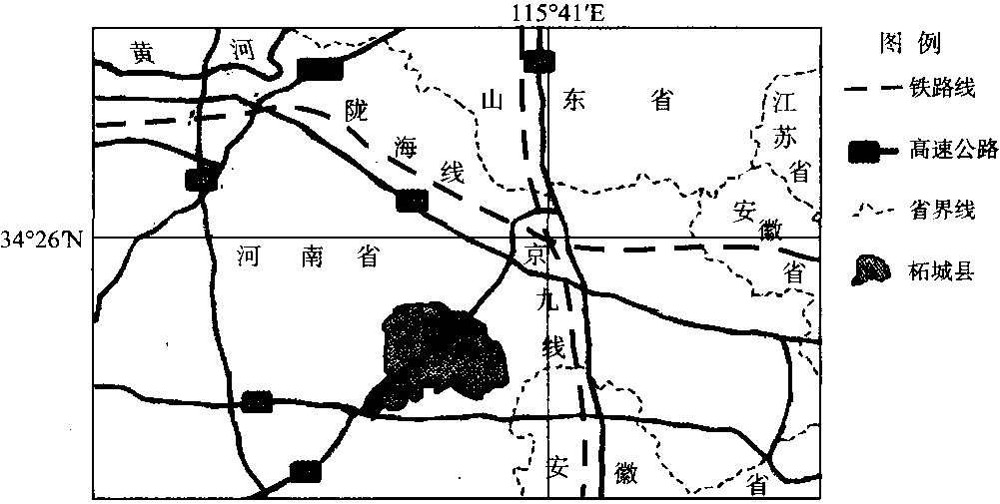 115°41′E
图 例
黄 河
铁路线
陇海线
山 东 省
江苏省
高速公路
安徽省
省界线
34°26′N
河 南 省
京九线
柘城县
安 徽 省